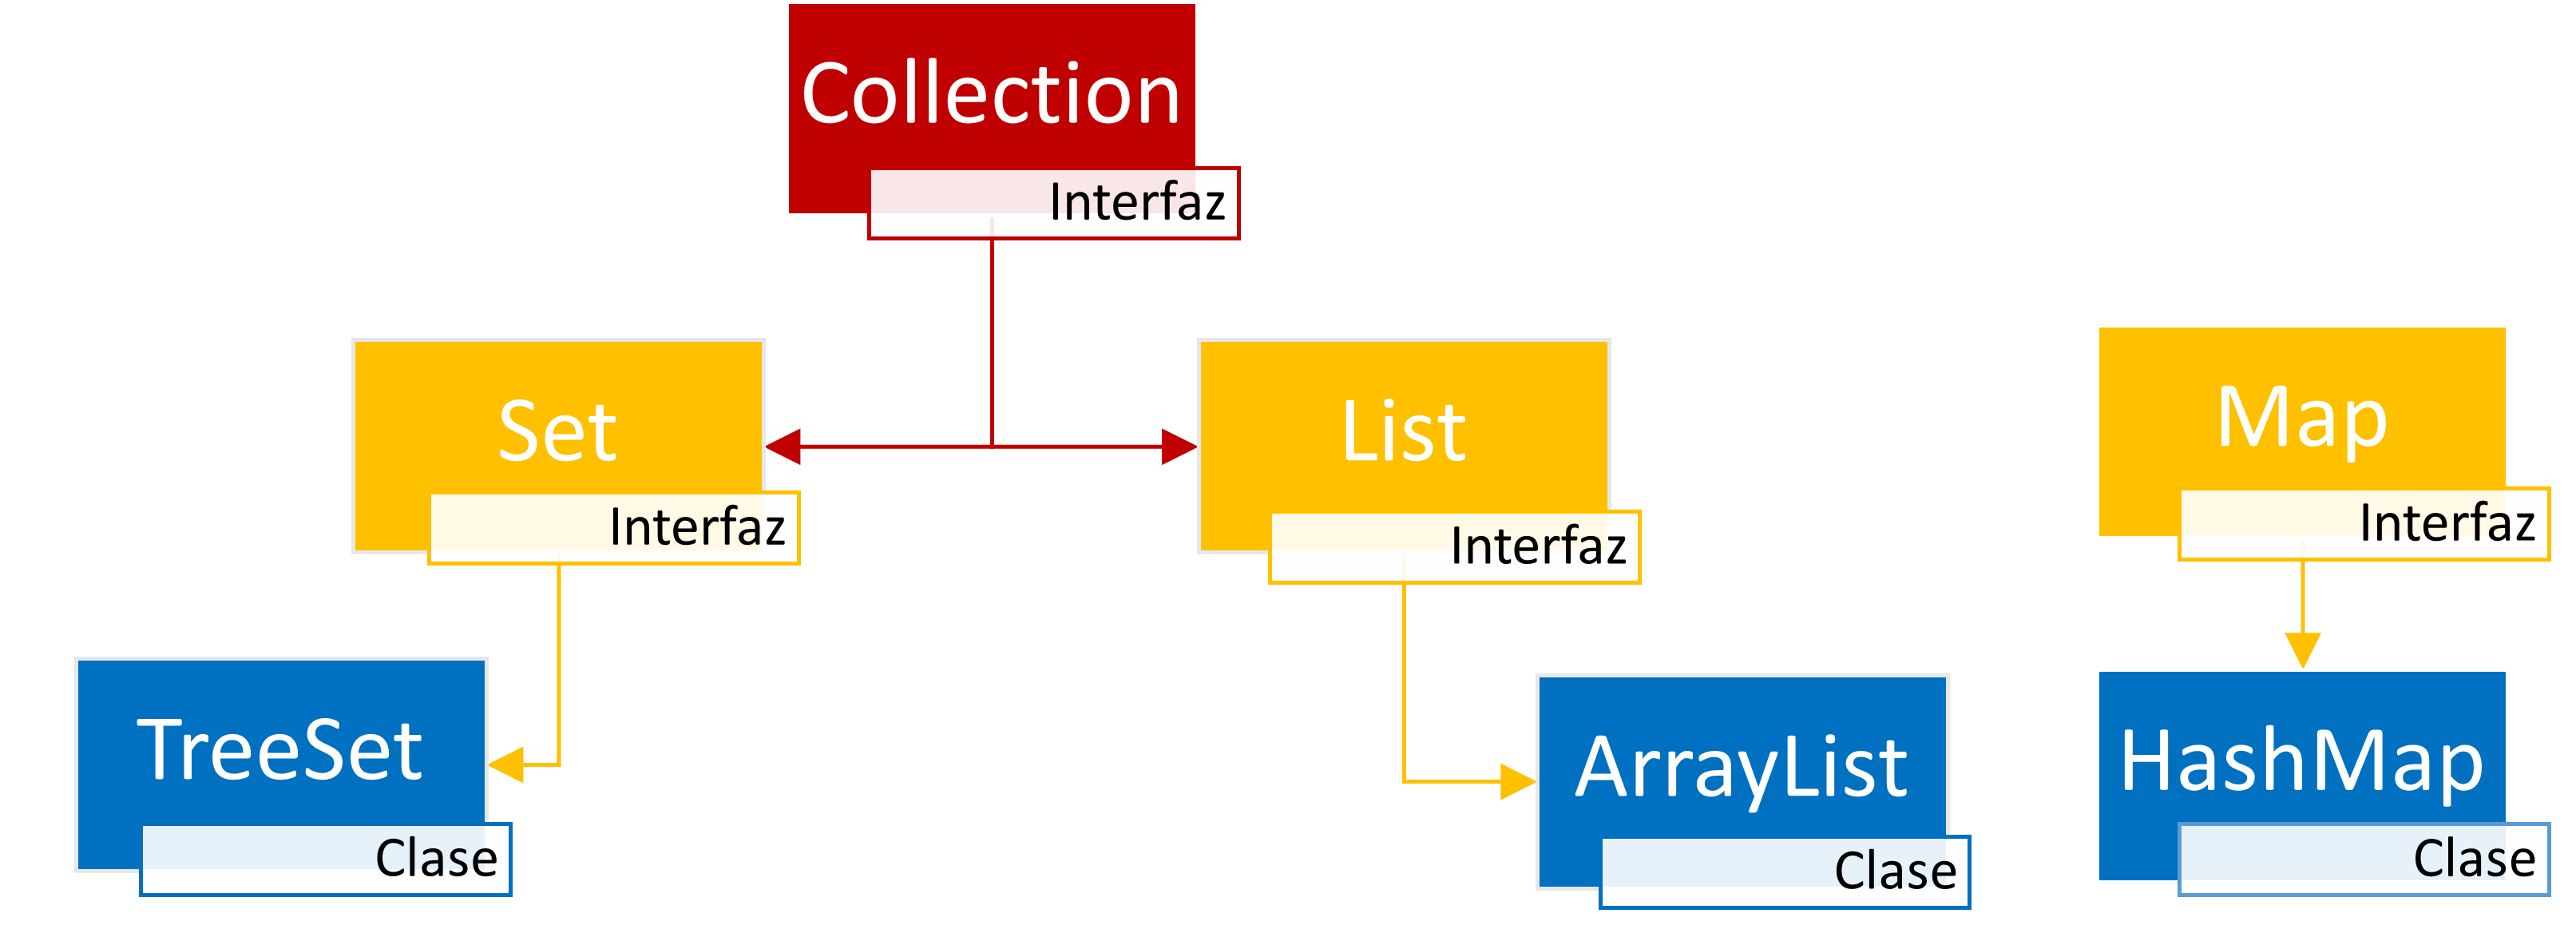 Collection
Interfaz
Set
Interfaz
List
Interfaz
Map
Interfaz
TreeSet
Clase
ArrayList
Clase
HashMap
Clase